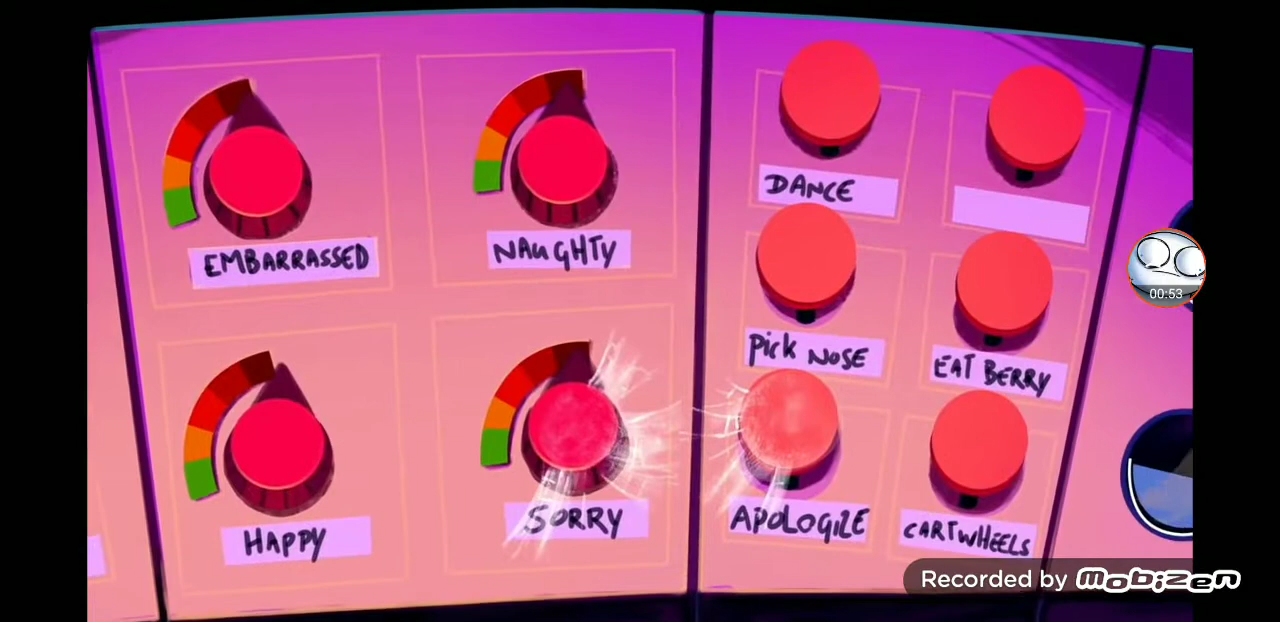 EMBARRASSED
NAUGHTY
HAPPY
SORRY
DANCE
Pick NOSE
EAT BERRY
APOLOGIZE
CARTWHEELS
00:53
Recorded by Mobizen